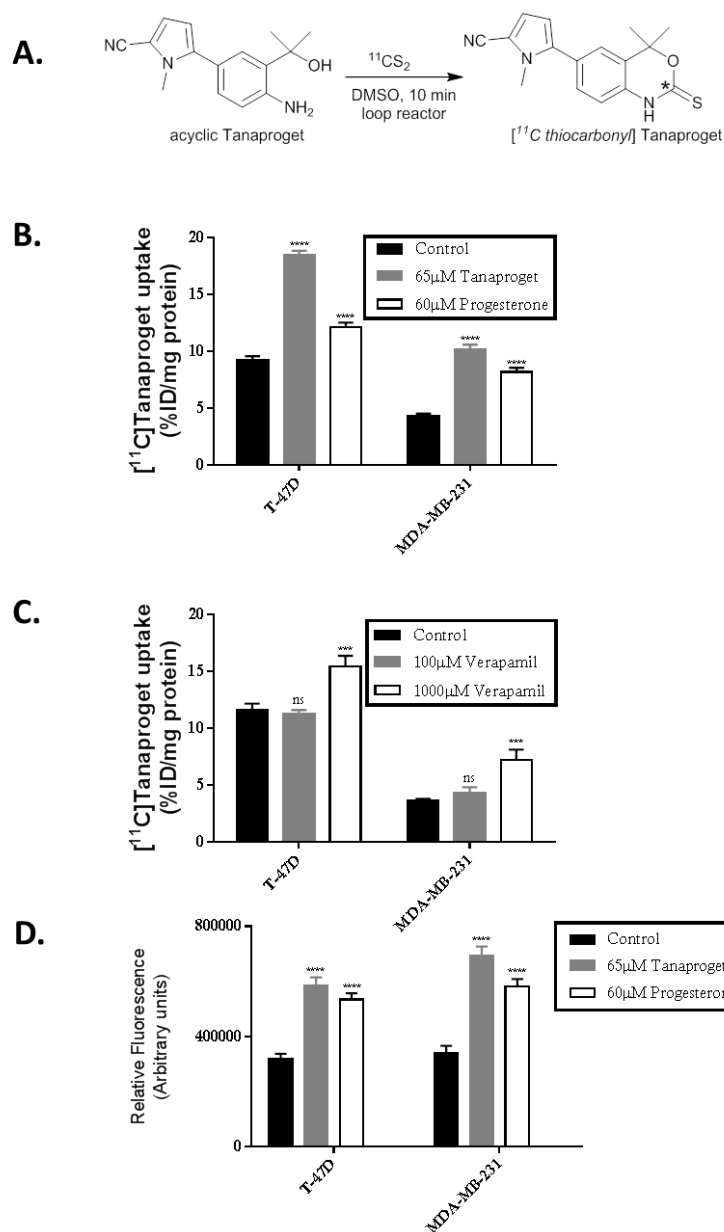 A.
NC
N
OH
NH₂
acyclic Tanaproget
¹¹CS₂
DMSO, 10 min
loop reactor
NC
N
O
*
N
H
S
[¹¹C thiocarbonyl] Tanaproget
B.
[¹¹C]Tanaproget uptake
(%ID/mg protein)
20
15
10
5
0
**** **** **** ****
Control
65µM Tanaproget
60µM Progesterone
T-47D
MDA-MB-231
C.
[¹¹C]Tanaproget uptake
(%ID/mg protein)
20
15
10
5
0
ns *** ns ***
Control
100µM Verapamil
1000µM Verapamil
T-47D
MDA-MB-231
D.
Relative Fluorescence
(Arbitrary units)
800000
400000
0
**** **** **** ****
Control
65µM Tanaproget
60µM Progesteron
T-47D
MDA-MB-231